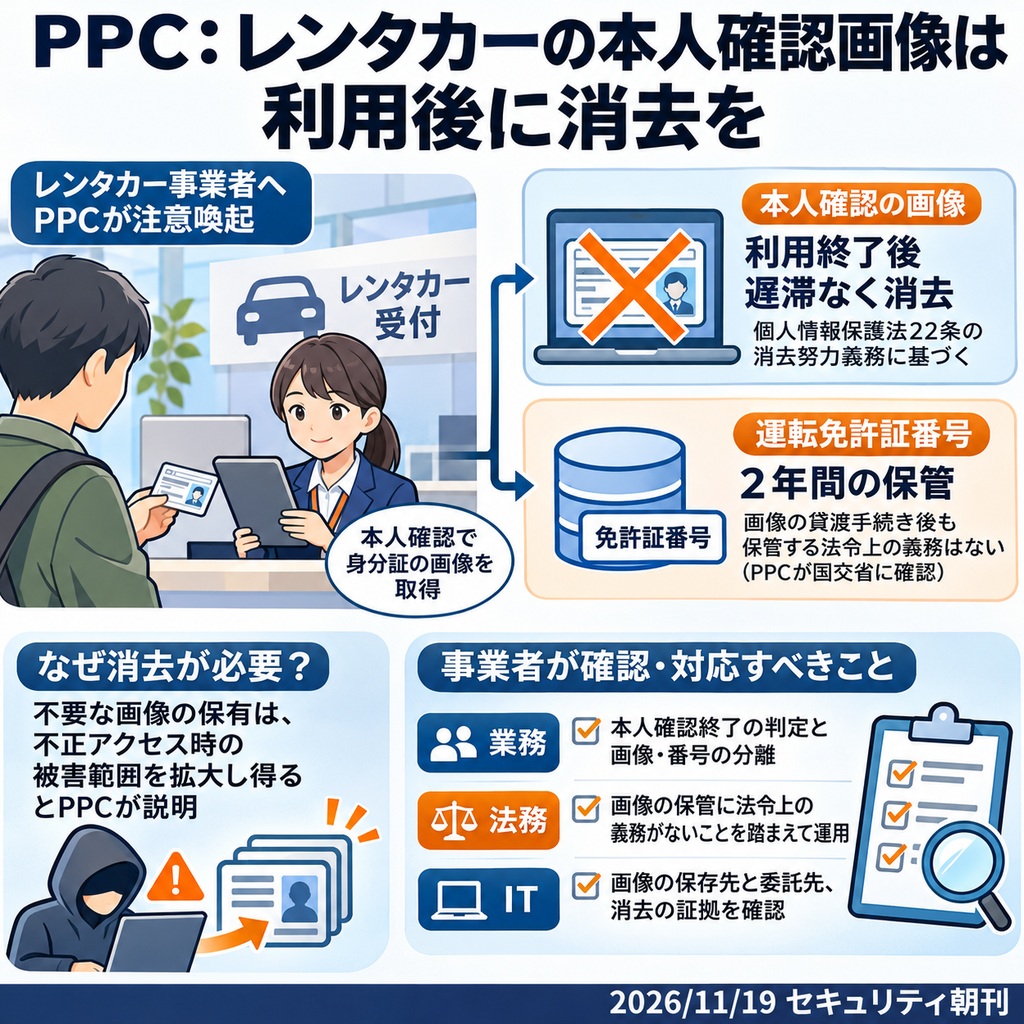 PPC：レンタカーの本人確認画像は
利用後に消去を
レンタカー事業者へ
PPCが注意喚起
レンタカー
受付
本人確認で
身分証の画像を
取得
本人確認の画像
利用終了後
遅滞なく消去
個人情報保護法22条の
消去努力義務に基づく
運転免許証番号
2年間の保管
免許証番号
画像の貸渡手続き後も
保管する法令上の義務はない
（PPCが国交省に確認）
なぜ消去が必要？
不要な画像の保有は、
不正アクセス時の
被害範囲を拡大し得る
とPPCが説明
事業者が確認・対応すべきこと
業務
本人確認終了の判定と
画像・番号の分離
法務
画像の保管に法令上の
義務がないことを踏まえて運用
IT
画像の保存先と委託先、
消去の証拠を確認
2026/11/19 セキュリティ朝刊